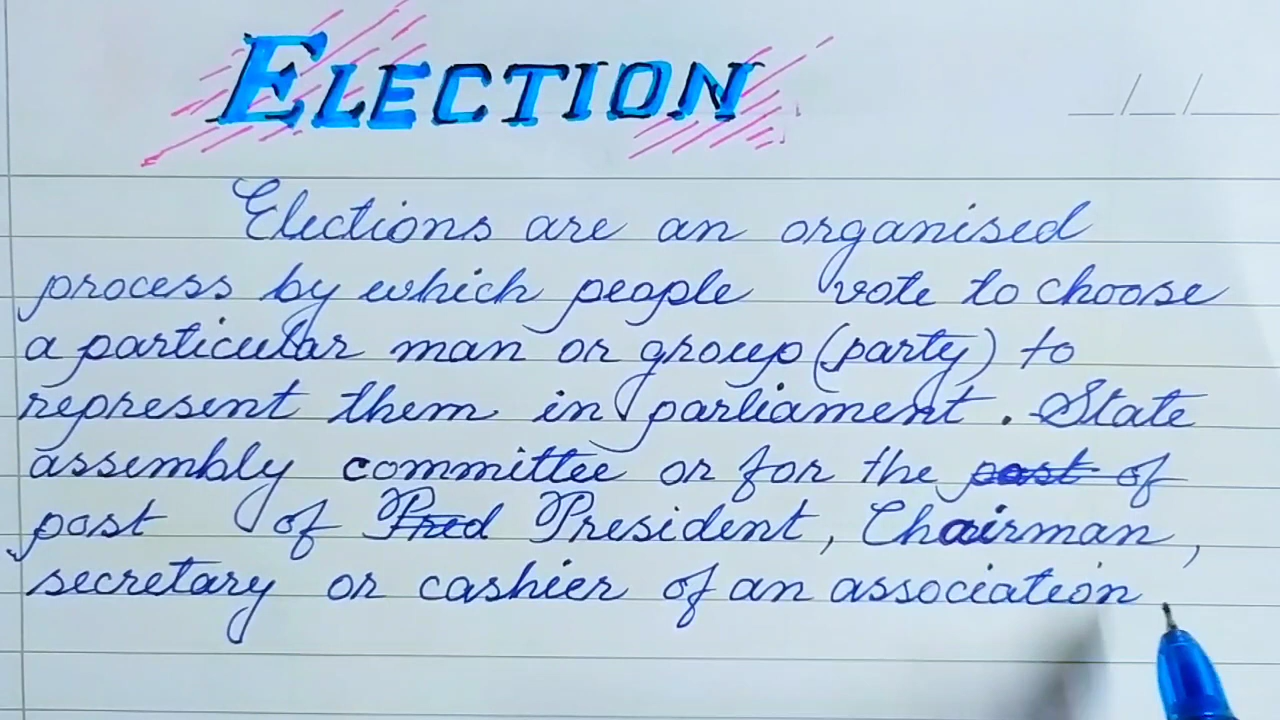 ELECTION
Elections are an organised
process by which people vote to choose
a particular man or group (party) to
represent them in parliament. State
assembly committee or for the post of
post of Pred President, Chairman,
secretary or cashier of an association